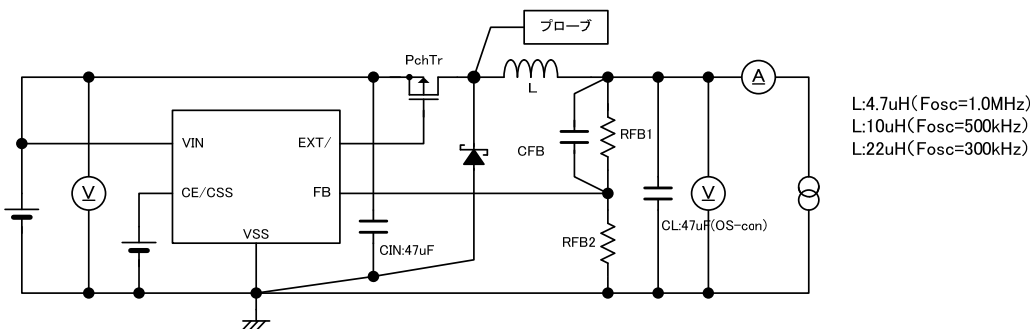 プローブ
PchTr
L
L:4.7uH(Fosc=1.0MHz)
L:10uH(Fosc=500kHz)
L:22uH(Fosc=300kHz)
A
VIN
EXT/
CFB
RFB1
V
CE/CSS
FB
V
VSS
CIN:47uF
RFB2
CL:47uF(OS-con)